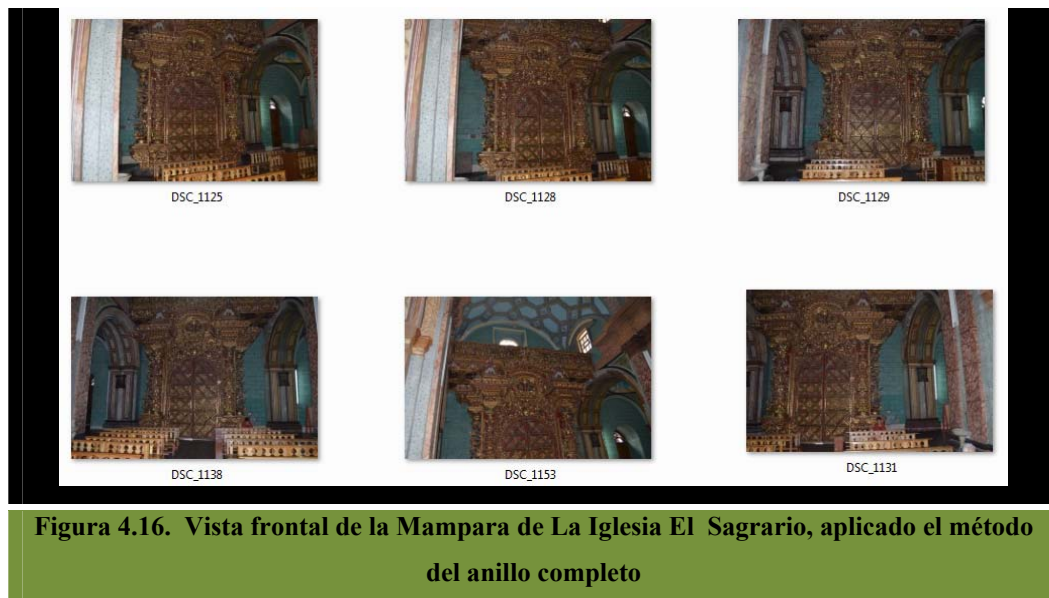 DSC_1125
DSC_1128
DSC_1129
DSC_1138
DSC_1153
DSC_1131
Figura 4.16. Vista frontal de la Mampara de La Iglesia El Sagrario, aplicado el método
del anillo completo